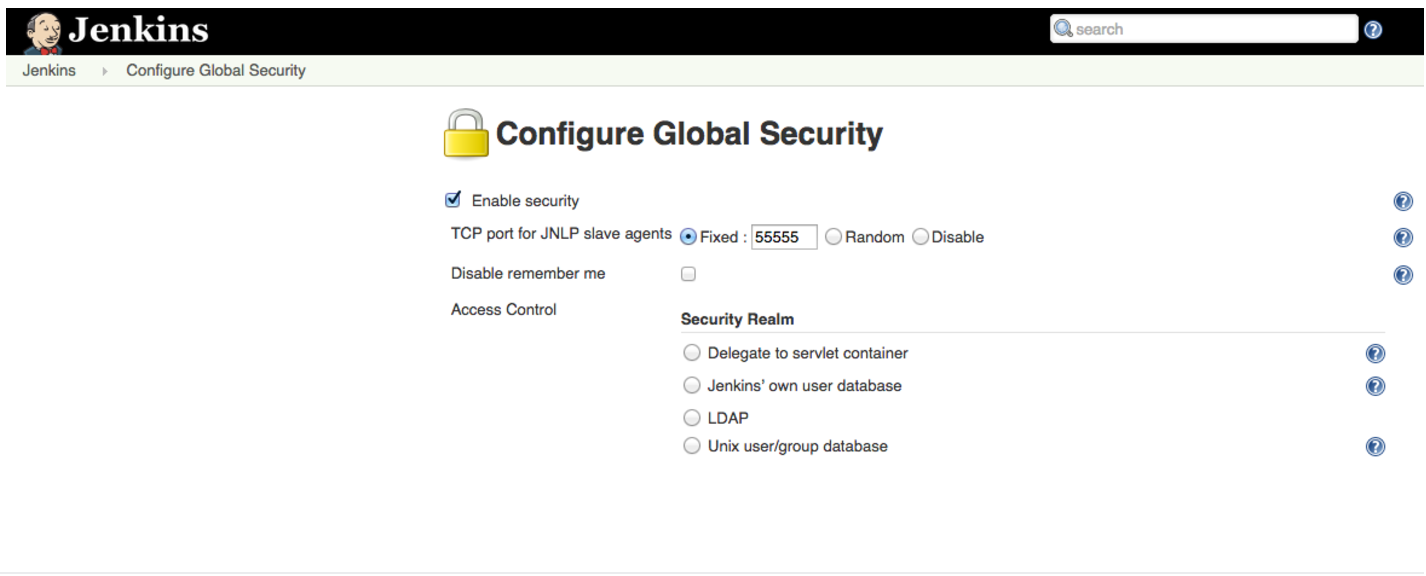 Jenkins
search
Jenkins Configure Global Security
Configure Global Security
Enable security
TCP port for JNLP slave agents Fixed : 55555 Random Disable
Disable remember me
Access Control
Security Realm
Delegate to servlet container
Jenkins' own user database
LDAP
Unix user/group database